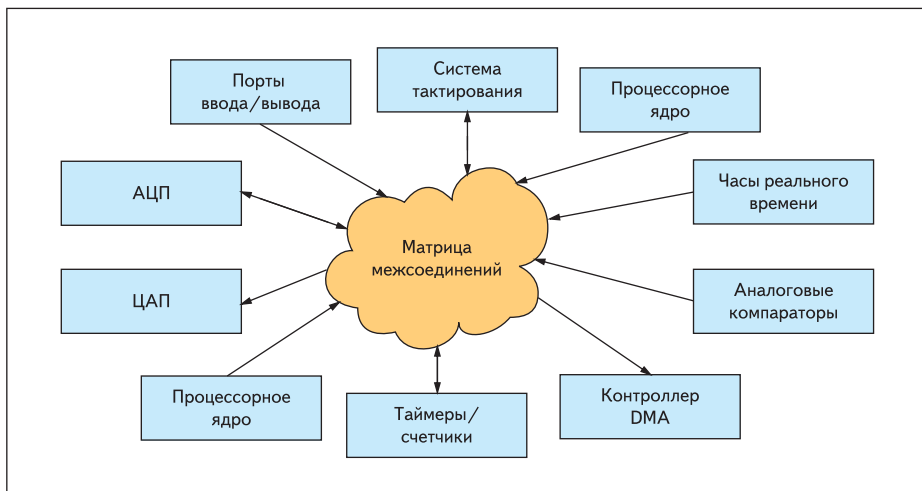 Порты
ввода/вывода
Система
тактирования
Процессорное
ядро
АЦП
Часы реального
времени
Матрица
межсоединений
ЦАП
Аналоговые
компараторы
Процессорное
ядро
Таймеры/
счетчики
Контроллер
DMA